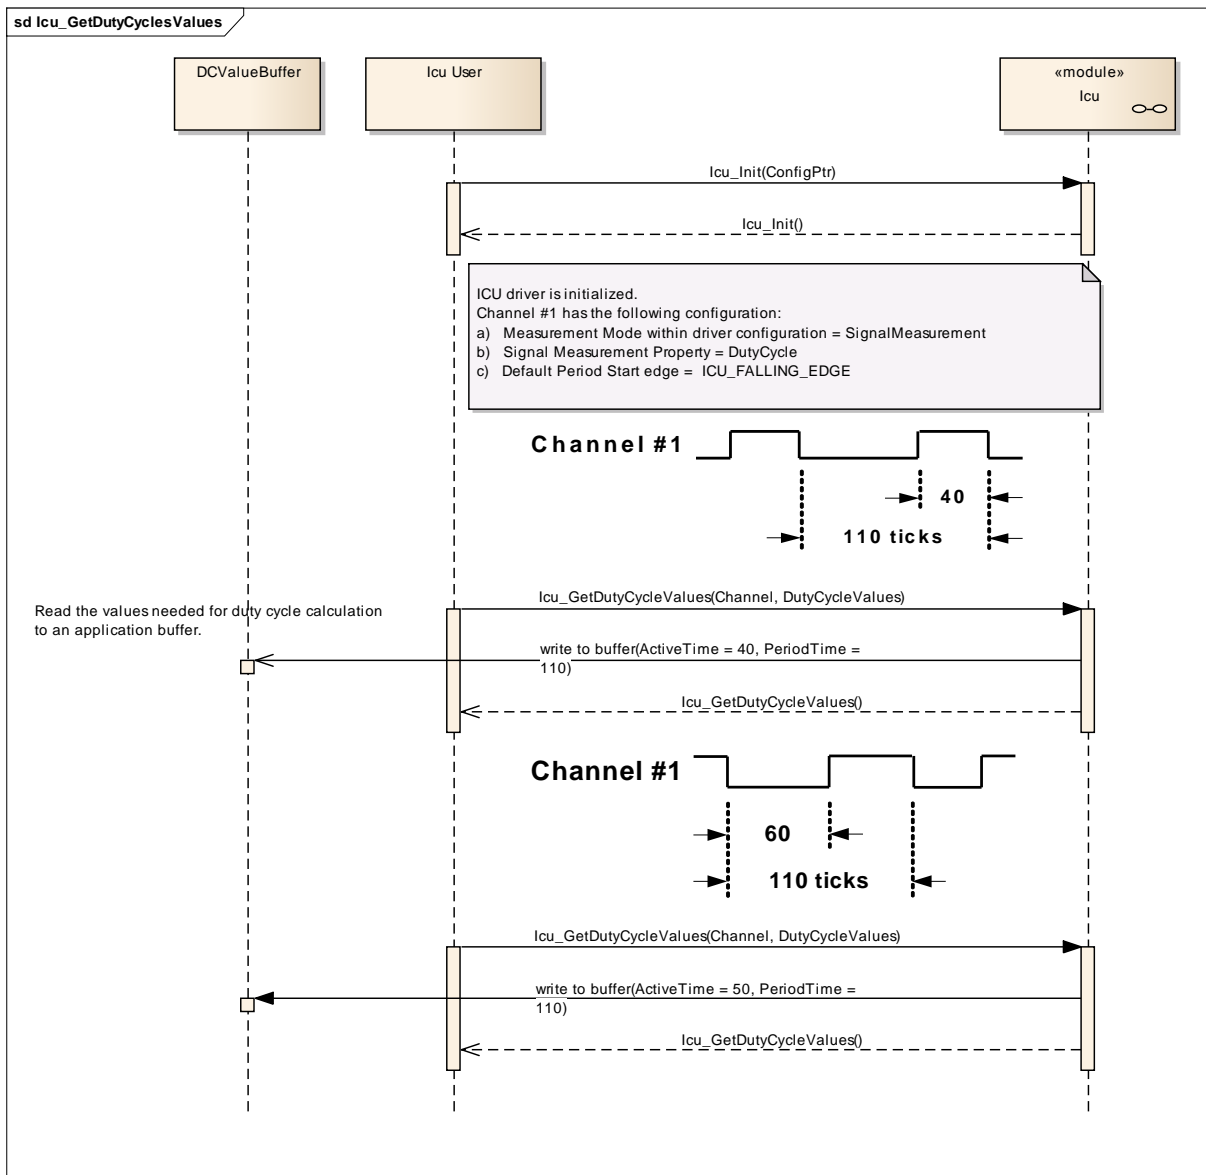 sd Icu_GetDutyCyclesValues
DCValueBuffer
Icu User
«module»
Icu
Icu_Init(ConfigPtr)
Icu_Init()
ICU driver is initialized.
Channel #1 has the following configuration:
a) Measurement Mode within driver configuration = SignalMeasurement
b) Signal Measurement Property = DutyCycle
c) Default Period Start edge = ICU_FALLING_EDGE
Channel #1
40
110 ticks
Icu_GetDutyCycleValues(Channel, DutyCycleValues)
Read the values needed for duty cycle calculation
to an application buffer.
write to buffer(ActiveTime = 40, PeriodTime =
110)
Icu_GetDutyCycleValues()
Channel #1
60
110 ticks
Icu_GetDutyCycleValues(Channel, DutyCycleValues)
write to buffer(ActiveTime = 50, PeriodTime =
110)
Icu_GetDutyCycleValues()